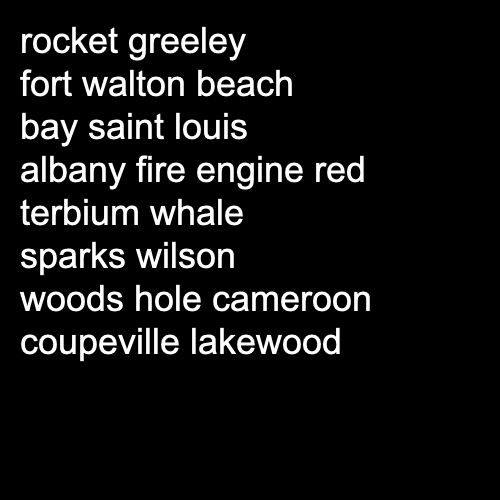 rocket greeley
fort walton beach
bay saint louis
albany fire engine red
terbium whale
sparks wilson
woods hole cameroon
coupeville lakewood